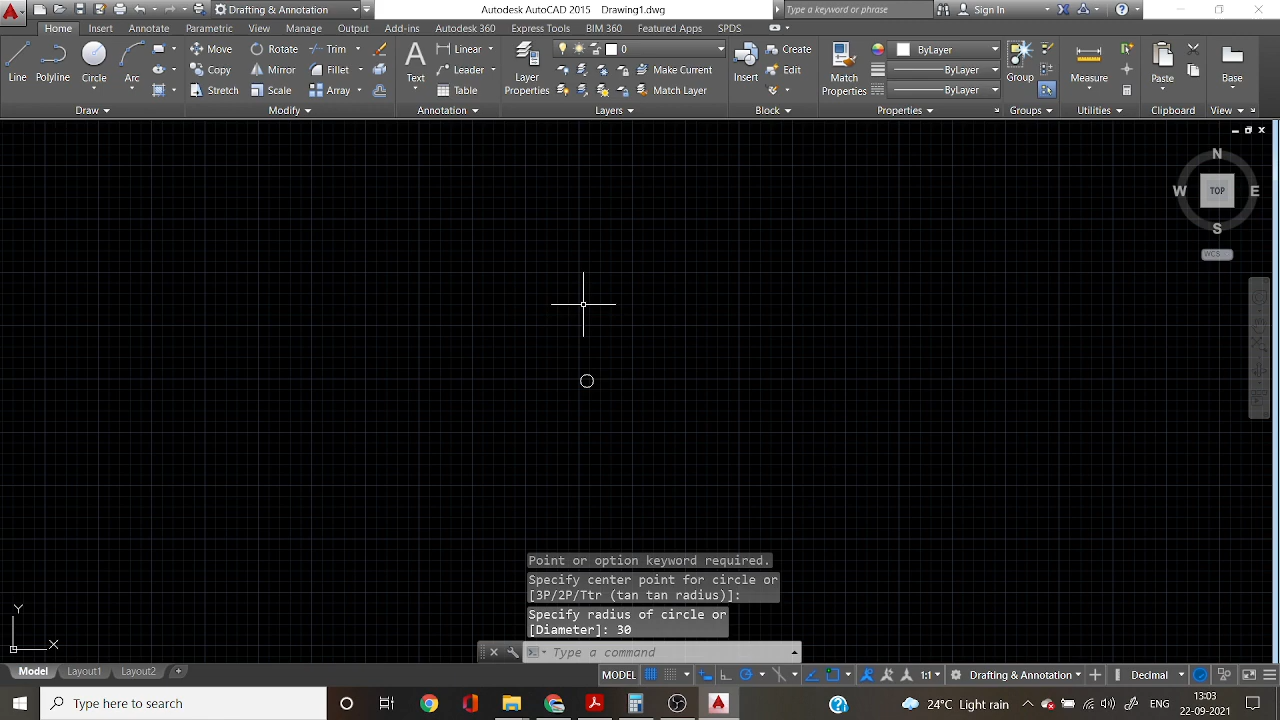 Drafting & Annotation
Autodesk AutoCAD 2015 Drawing1.dwg
Type a keyword or phrase
Sign In
Home Insert Annotate Parametric View Manage Output Add-ins Autodesk 360 Express Tools BIM 360 Featured Apps SPDS
Line Polyline Circle Arc
Move Rotate Trim
Copy Mirror Fillet
Stretch Scale Array
Text
Linear
Leader
Table
Layer Properties
0
Make Current
Match Layer
Insert
Create
Edit
Match Properties
ByLayer
ByLayer
ByLayer
Group
Measure
Paste
Base
Draw Modify Annotation Layers Block Properties Groups Utilities Clipboard View
N
W TOP E
S
WCS
Point or option keyword required.
Specify center point for circle or
[3P/2P/Ttr (tan tan radius)]:
Specify radius of circle or
[Diameter]: 30
Type a command
Y
X
Model Layout1 Layout2
MODEL
1:1
Drafting & Annotation
Decimal
Type here to search
24°C Light rain
ENG
13:03
22-09-2021